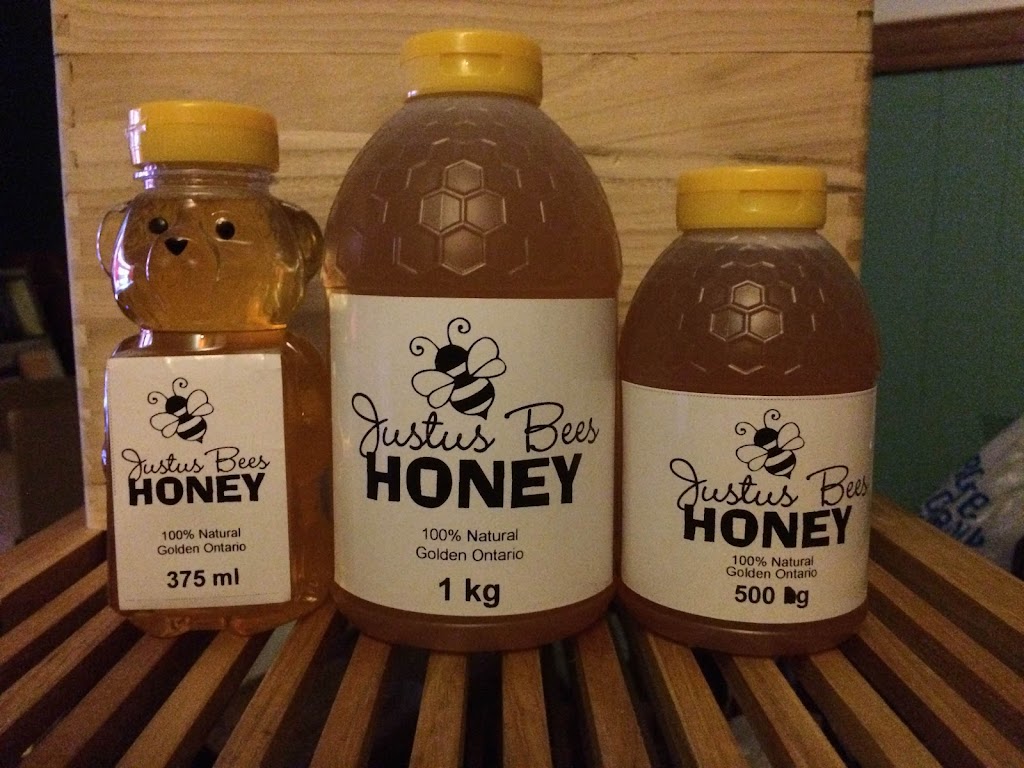 Justus Bees
HONEY
100% Natural
Golden Ontario
375 ml
Justus Bees
HONEY
100% Natural
Golden Ontario
1 kg
Justus Bees
HONEY
100% Natural
Golden Ontario
500 g